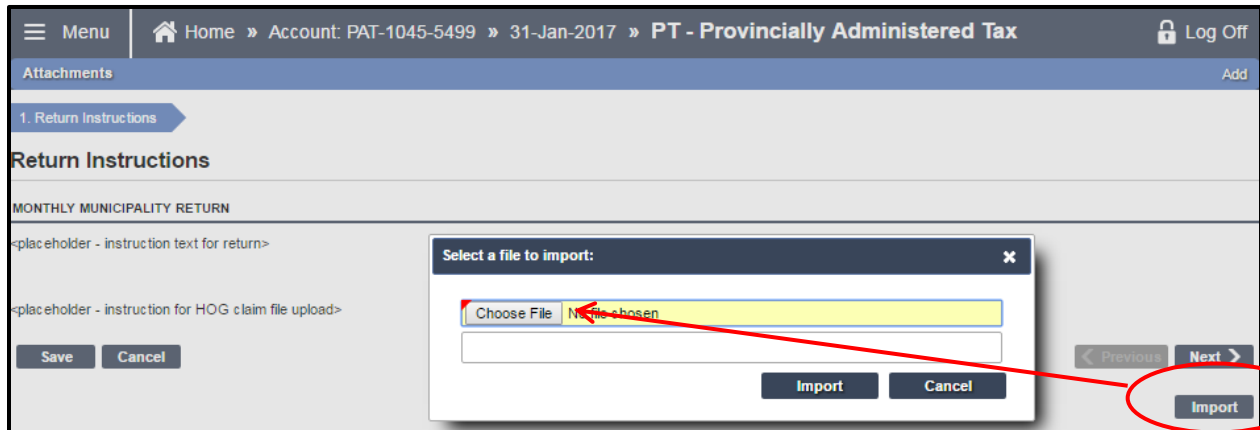 Menu Home » Account: PAT-1045-5499 » 31-Jan-2017 » PT - Provincially Administered Tax Log Off
Attachments Add
1. Return Instructions
Return Instructions
MONTHLY MUNICIPALITY RETURN
<placeholder - instruction text for return>
<placeholder - instruction for HOG claim file upload>
Save Cancel
Select a file to import:
Choose File No file chosen
Import Cancel
Previous Next
Import